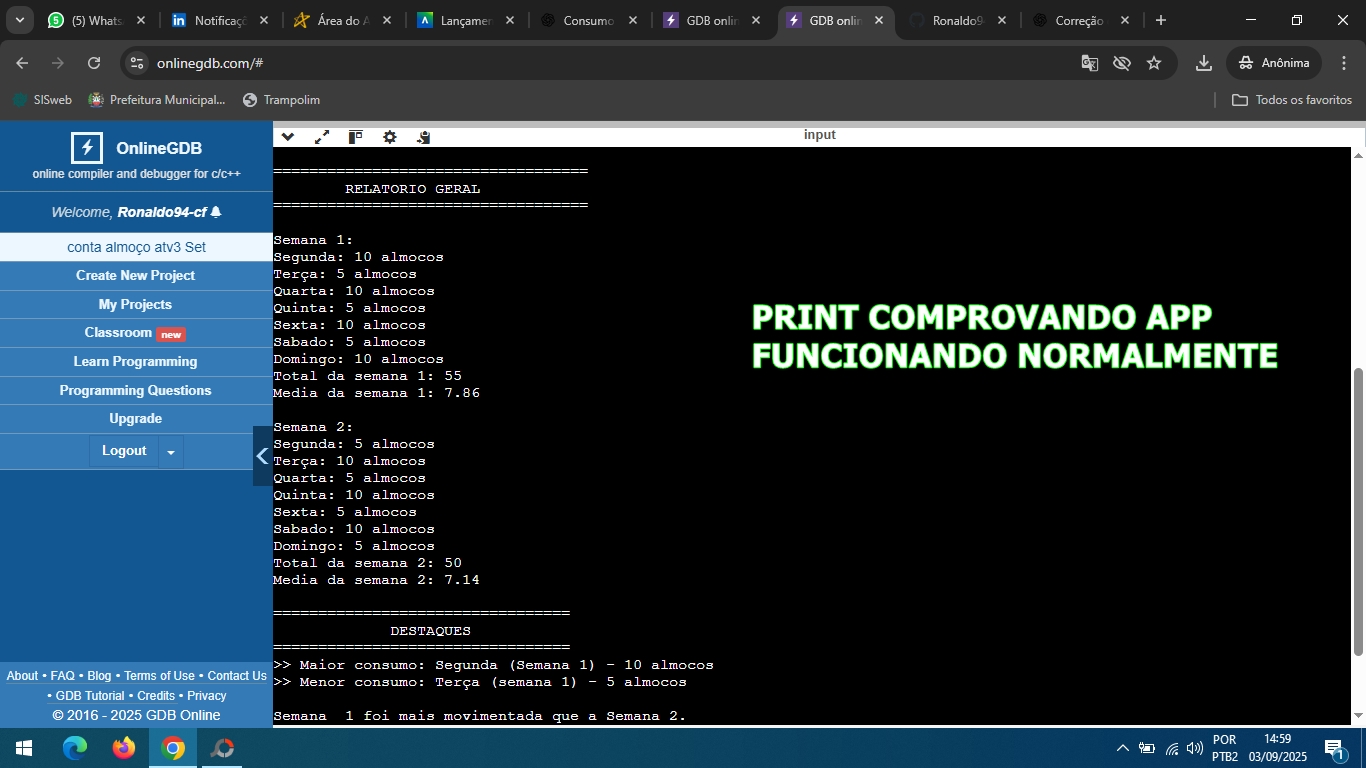 (5) Whats
Notificaçõ
Área do A
Lançamen
Consumo
GDB onlin
GDB onlin
Ronaldo9
Correção
onlinegdb.com/#
Anônima
SISweb
Prefeitura Municipal...
Trampolim
Todos os favoritos
OnlineGDB
online compiler and debugger for c/c++
Welcome, Ronaldo94-cf
conta almoço atv3 Set
Create New Project
My Projects
Classroom new
Learn Programming
Programming Questions
Upgrade
Logout
About • FAQ • Blog • Terms of Use • Contact Us
• GDB Tutorial • Credits • Privacy
© 2016 - 2025 GDB Online
input
===================================
RELATORIO GERAL
===================================
Semana 1:
Segunda: 10 almocos
Terça: 5 almocos
Quarta: 10 almocos
Quinta: 5 almocos
Sexta: 10 almocos
Sabado: 5 almocos
Domingo: 10 almocos
Total da semana 1: 55
Media da semana 1: 7.86
Semana 2:
Segunda: 5 almocos
Terça: 10 almocos
Quarta: 5 almocos
Quinta: 10 almocos
Sexta: 5 almocos
Sabado: 10 almocos
Domingo: 5 almocos
Total da semana 2: 50
Media da semana 2: 7.14
=================================
DESTAQUES
=================================
>> Maior consumo: Segunda (Semana 1) - 10 almocos
>> Menor consumo: Terça (semana 1) - 5 almocos
Semana  1 foi mais movimentada que a Semana 2.
PRINT COMPROVANDO APP
FUNCIONANDO NORMALMENTE
POR
PTB2
14:59
03/09/2025
1